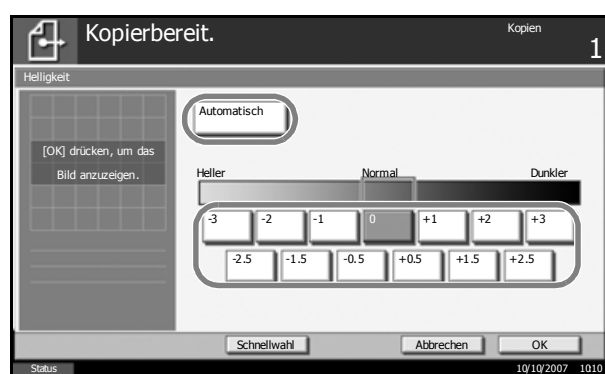 Kopierbereit.
Kopien
1
Helligkeit
Automatisch
[OK] drücken, um das
Bild anzuzeigen.
Heller Normal Dunkler
-3 -2 -1 0 +1 +2 +3
-2.5 -1.5 -0.5 +0.5 +1.5 +2.5
Schnellwahl Abbrechen OK
Status 10/10/2007 10:10